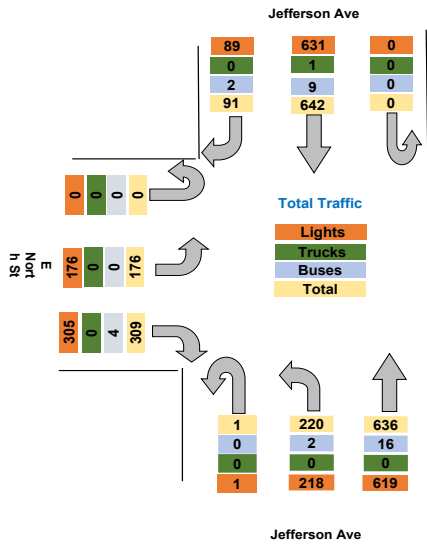 Jefferson Ave
89 631 0
0 1 0
2 9 0
91 642 0
0 0 0 0
Total Traffic
Lights
Trucks
Buses
Total
E
Nort
h St
176 0 0 176
305 0 4 309
1 220 636
0 2 16
0 0 0
1 218 619
Jefferson Ave